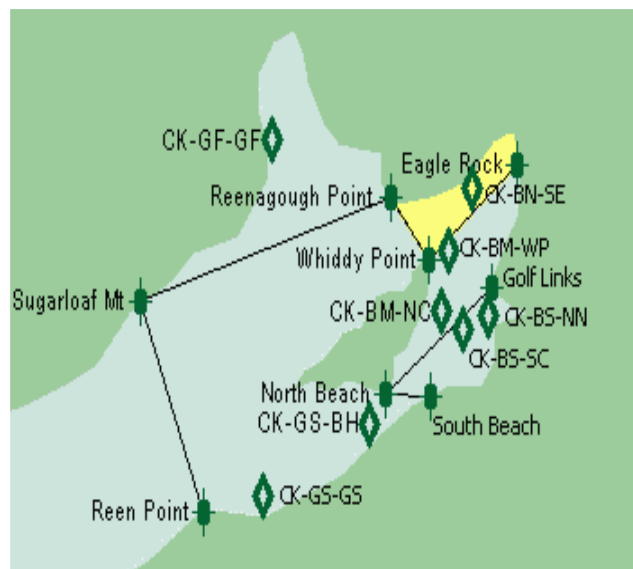 CK-GF-GF
Eagle Rock
CK-BN-SE
Reenagough Point
CK-BM-WP
Whiddy Point
Golf Links
Sugarloaf Mt
CK-BM-NC
CK-BS-NN
CK-BS-SC
North Beach
CK-GS-BH
South Beach
CK-GS-GS
Reen Point